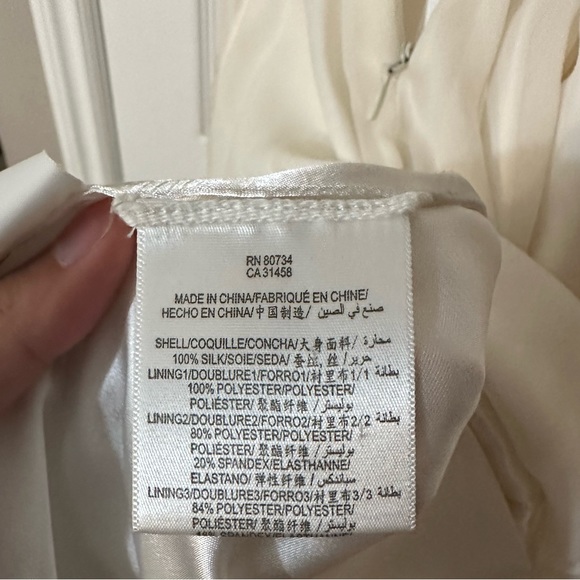 RN 80734
CA 31458
MADE IN CHINA/FABRIQUÉ EN CHINE/
HECHO EN CHINA/中国制造/ صنع في الصين
SHELL/COQUILLE/CONCHA/大身面料/ محارة
100% SILK/SOIE/SEDA/ 蚕丝 / حرير
LINING1/DOUBLURE1/FORRO1/衬里布1/1 بطانة
100% POLYESTER/POLYESTER/
POLIÉSTER/ 聚酯纤维 / بوليستر
LINING2/DOUBLURE2/FORRO2/衬里布2/2 بطانة
80% POLYESTER/POLYESTER/
POLIÉSTER/ 聚酯纤维 / بوليستر
20% SPANDEX/ELASTHANNE/
ELASTANO/ 弹性纤维 / سباندكس
LINING3/DOUBLURE3/FORRO3/衬里布3/3 بطانة
84% POLYESTER/POLYESTER/
POLIÉSTER/ 聚酯纤维 / بوليستر
SPANDEX/ELASTHANNE/